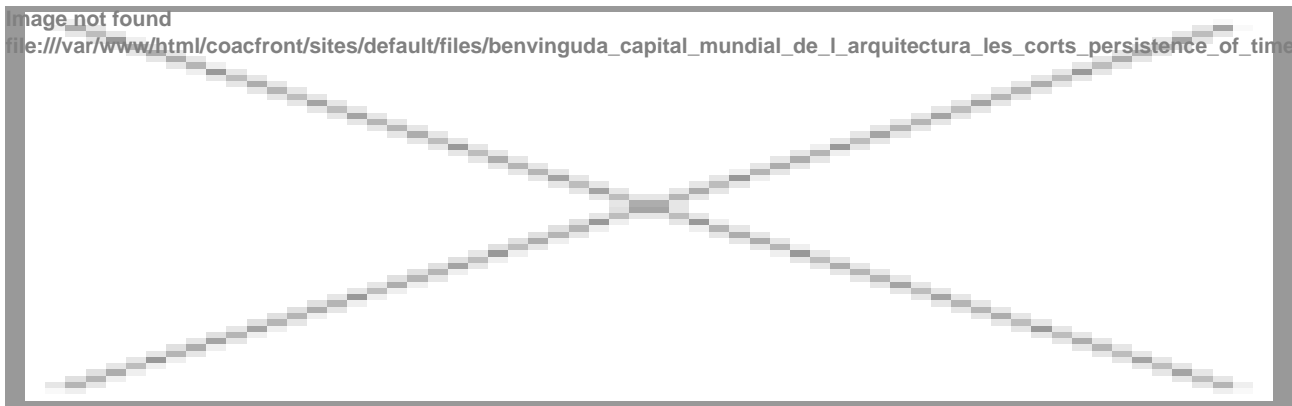 Image not found
file:///var/www/html/coacfront/sites/default/files/benvinguda_capital_mundial_de_l_arquitectura_les_corts_persistence_of_time